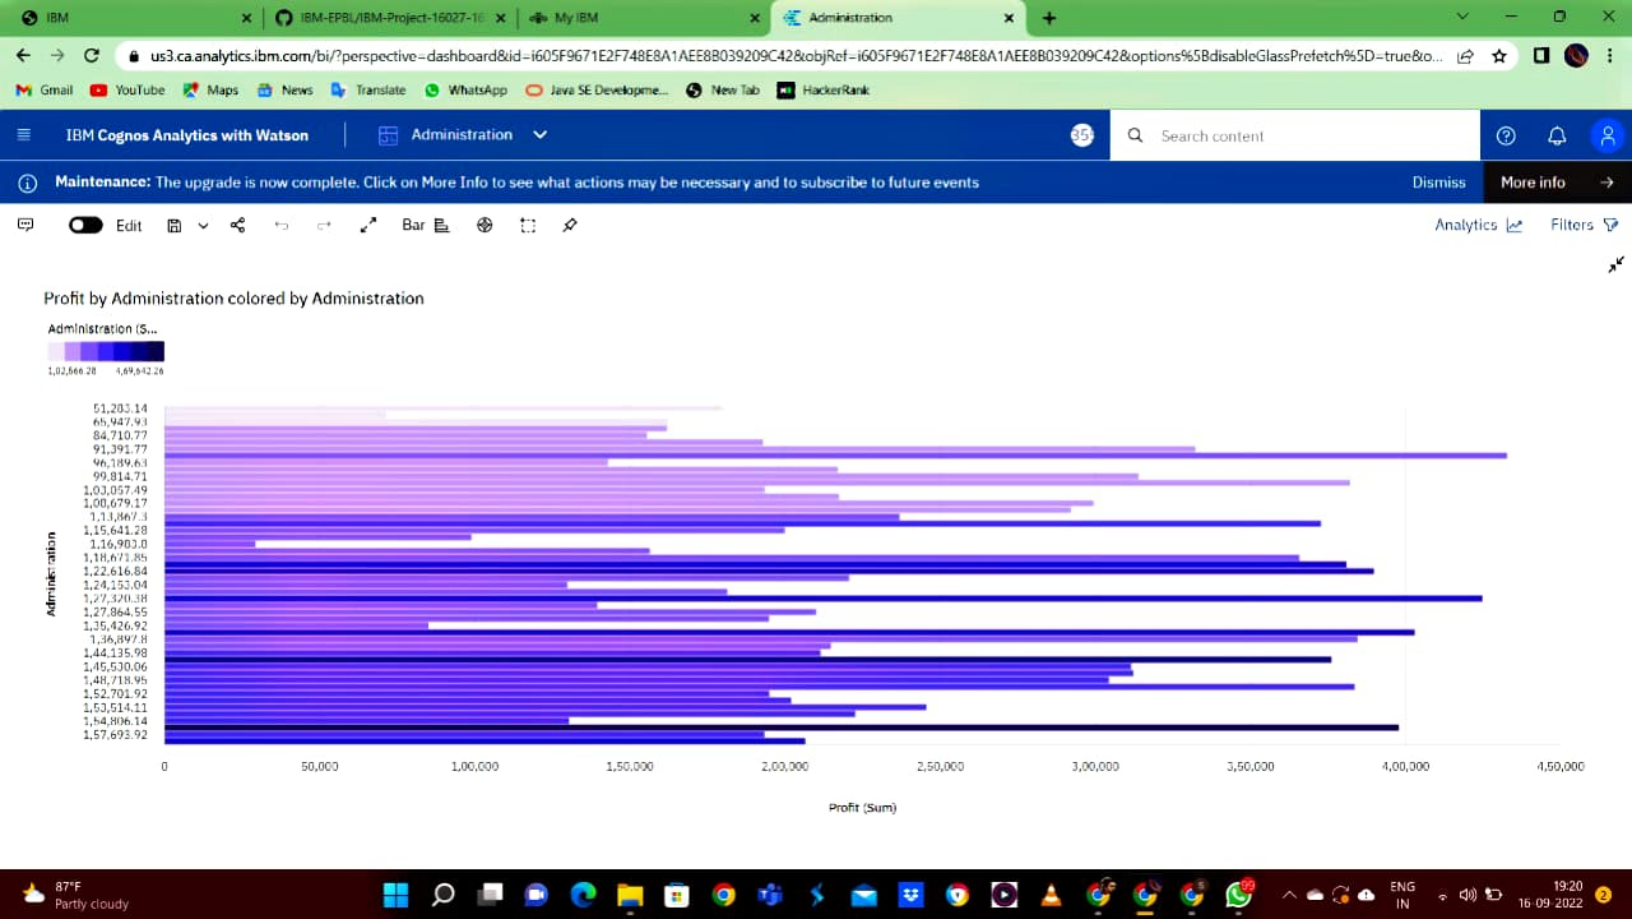 IBM
IBM-EPBL/IBM-Project-16027-16
My IBM
Administration
us3.ca.analytics.ibm.com/bi/?perspective=dashboard&id=i605F9671E2F748E8A1AEE8B039209C42&objRef=i605F9671E2F748E8A1AEE8B039209C42&options%5BdisableGlassPrefetch%5D=true&o...
Gmail YouTube Maps News Translate WhatsApp Java SE Developme... New Tab HackerRank
IBM Cognos Analytics with Watson Administration 35 Search content
Maintenance: The upgrade is now complete. Click on More Info to see what actions may be necessary and to subscribe to future events Dismiss More info
Edit Bar Analytics Filters
Profit by Administration colored by Administration
Administration (S...
1,02,566.28 4,69,642.26
51,283.14
65,947.93
84,710.77
91,391.77
96,189.63
99,814.71
1,03,057.49
1,08,679.17
1,13,867.3
1,15,641.28
1,16,983.8
1,18,671.85
1,22,616.84
1,24,153.04
1,27,320.38
1,27,864.55
1,35,426.92
1,36,897.8
1,44,135.98
1,45,530.06
1,48,718.95
1,52,701.92
1,53,514.11
1,54,806.14
1,57,693.92
Administration
0 50,000 1,00,000 1,50,000 2,00,000 2,50,000 3,00,000 3,50,000 4,00,000 4,50,000
Profit (Sum)
87°F
Partly cloudy
99
ENG
IN
19:20
16-09-2022
2